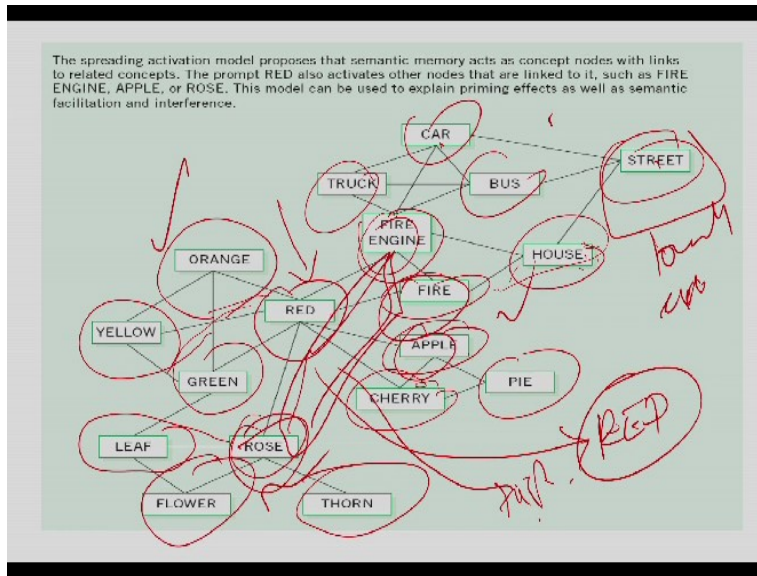 The spreading activation model proposes that semantic memory acts as concept nodes with links
to related concepts. The prompt RED also activates other nodes that are linked to it, such as FIRE
ENGINE, APPLE, or ROSE. This model can be used to explain priming effects as well as semantic
facilitation and interference.
CAR
STREET
TRUCK
BUS
FIRE
ENGINE
ORANGE
HOUSE
FIRE
RED
YELLOW
APPLE
GREEN
PIE
CHERRY
RED
LEAF
ROSE
FLOWER
THORN